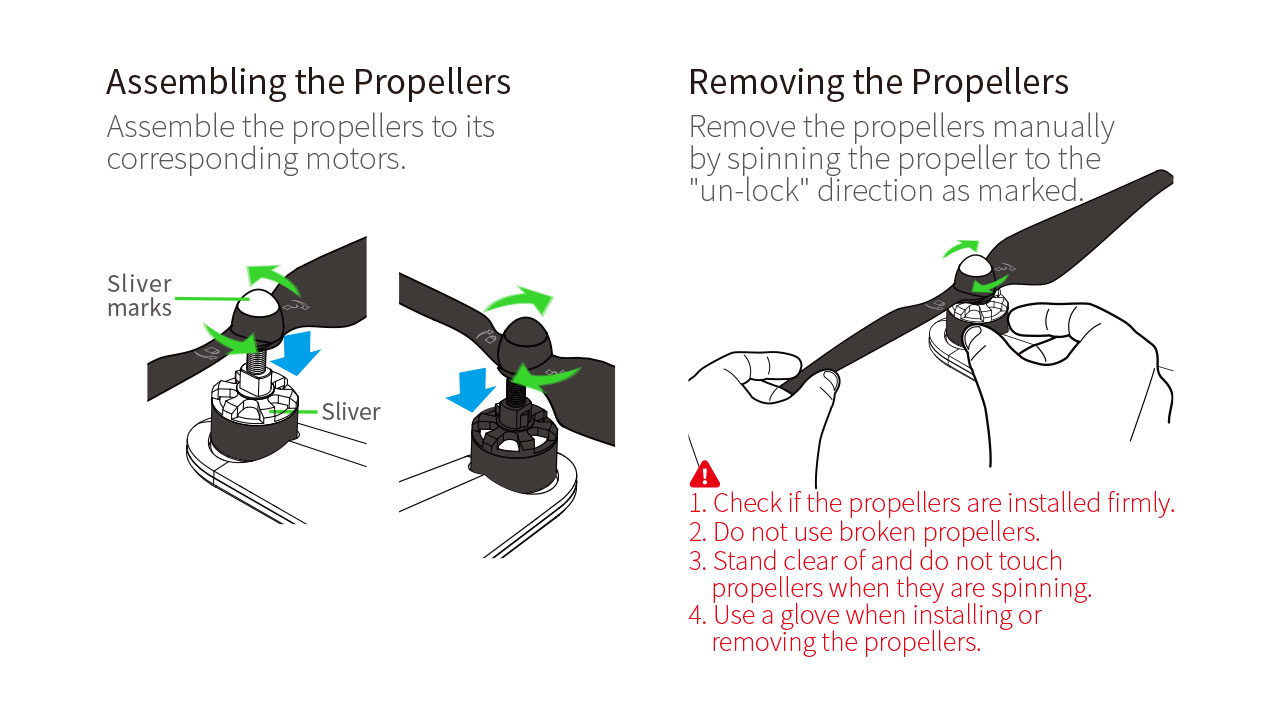 Assembling the Propellers
Assemble the propellers to its
corresponding motors.
Sliver
marks
Sliver
Removing the Propellers
Remove the propellers manually
by spinning the propeller to the
"un-lock" direction as marked.
1. Check if the propellers are installed firmly.
2. Do not use broken propellers.
3. Stand clear of and do not touch
propellers when they are spinning.
4. Use a glove when installing or
removing the propellers.